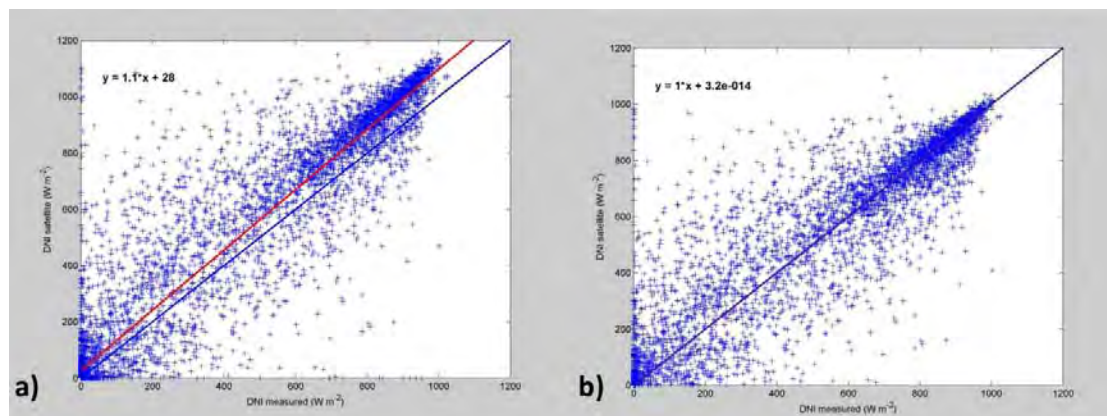 y = 1.1*x + 28
1200
1000
800
600
400
200
0
DNI satellite (W m-2)
0 200 400 600 800 1000 1200
DNI measured (W m-2)
a)
y = 1*x + 3.2e-014
1200
1000
800
600
400
200
0
DNI satellite (W m-2)
0 200 400 600 800 1000 1200
DNI measured (W m-2)
b)